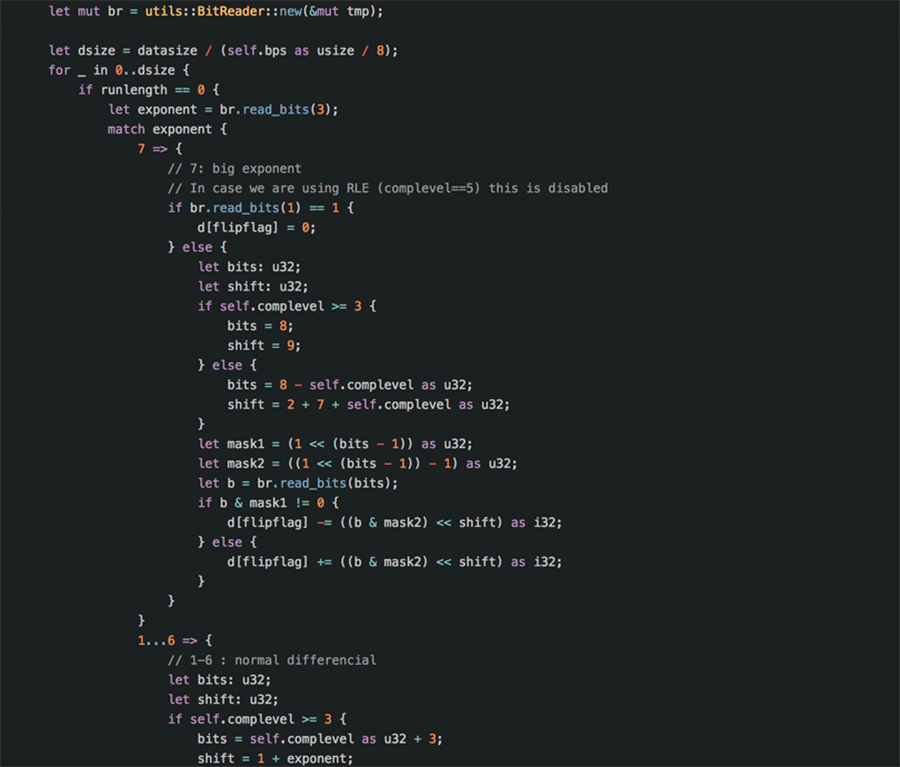 let mut br = utils::BitReader::new(&mut tmp);
let dsize = datasize / (self.bps as usize / 8);
for _ in 0..dsize {
if runlength == 0 {
let exponent = br.read_bits(3);
match exponent {
7 => {
// 7: big exponent
// In case we are using RLE (complevel==5) this is disabled
if br.read_bits(1) == 1 {
d[flipflag] = 0;
} else {
let bits: u32;
let shift: u32;
if self.complevel >= 3 {
bits = 8;
shift = 9;
} else {
bits = 8 - self.complevel as u32;
shift = 2 + 7 + self.complevel as u32;
}
let mask1 = (1 << (bits - 1)) as u32;
let mask2 = ((1 << (bits - 1)) - 1) as u32;
let b = br.read_bits(bits);
if b & mask1 != 0 {
d[flipflag] -= ((b & mask2) << shift) as i32;
} else {
d[flipflag] += ((b & mask2) << shift) as i32;
}
}
}
1...6 => {
// 1-6 : normal differencial
let bits: u32;
let shift: u32;
if self.complevel >= 3 {
bits = self.complevel as u32 + 3;
shift = 1 + exponent;